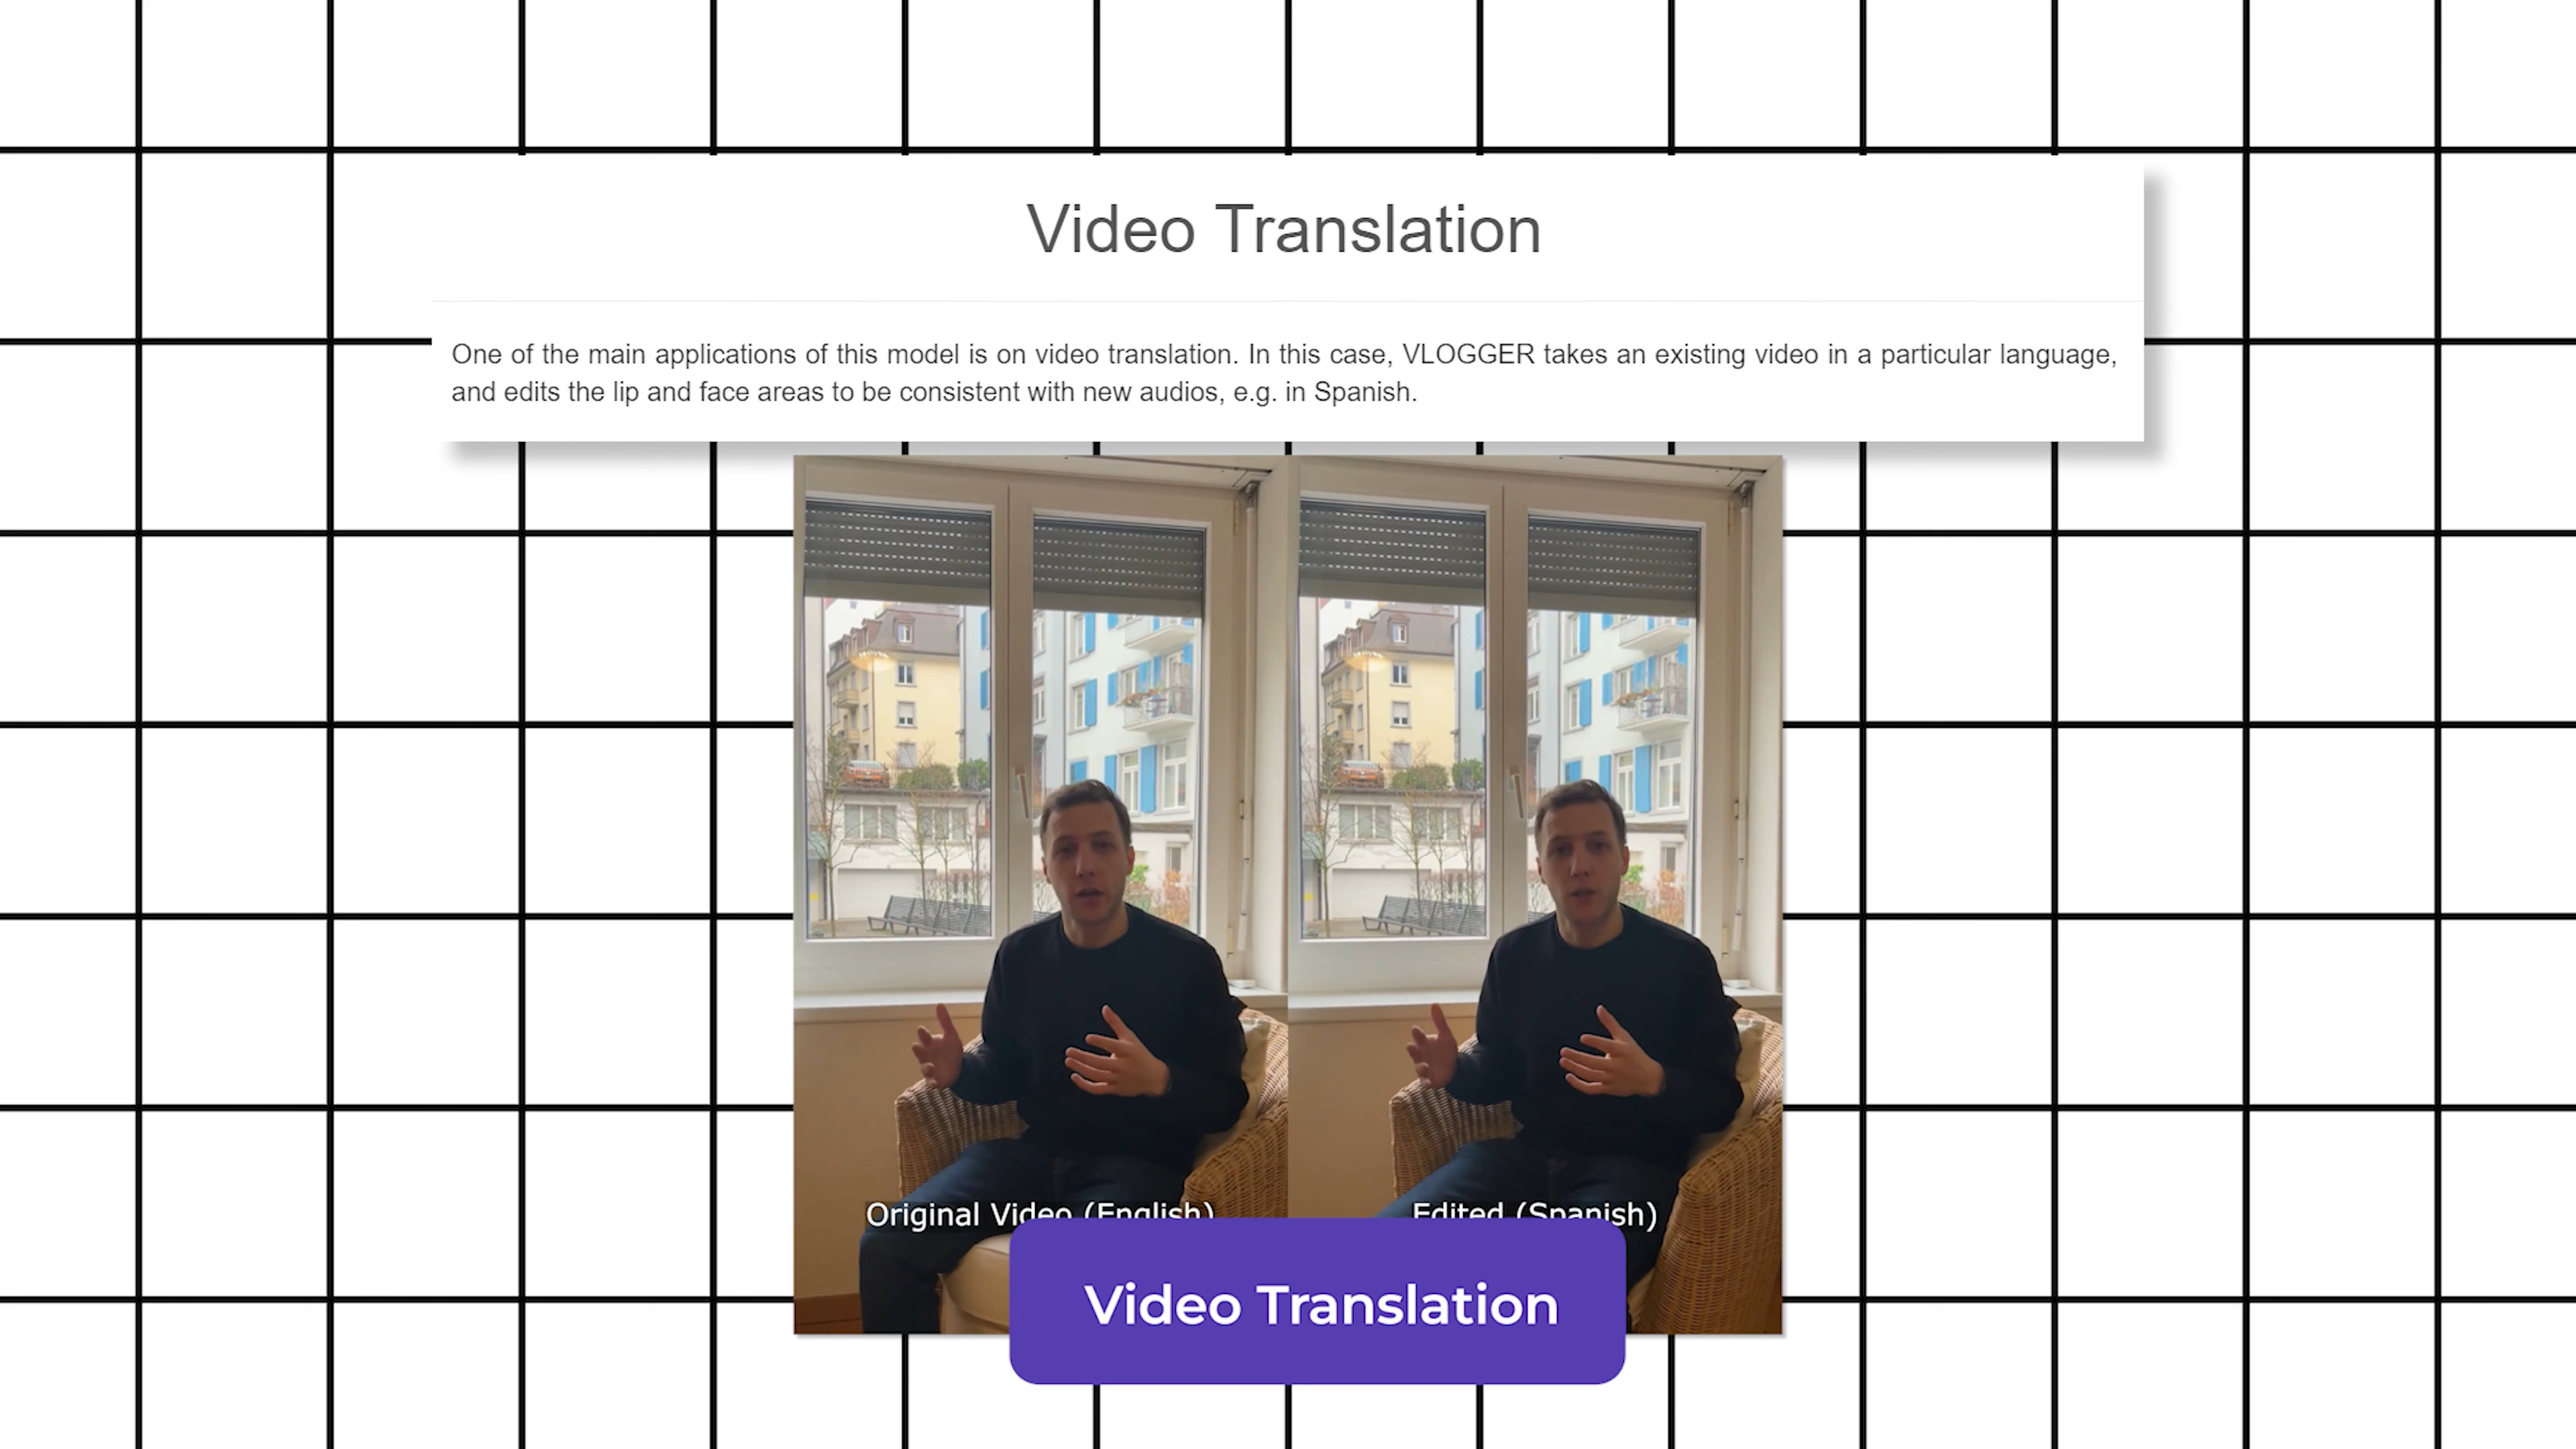 Video Translation
One of the main applications of this model is on video translation. In this case, VLOGGER takes an existing video in a particular language,
and edits the lip and face areas to be consistent with new audios, e.g. in Spanish.
Original Video (English)
Edited (Spanish)
Video Translation